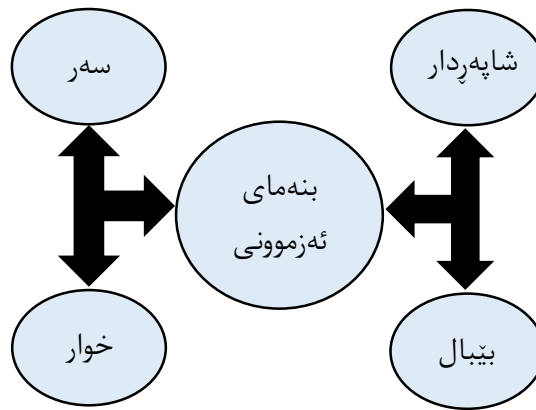 شاپەڕدار
سەر
بنەمای
ئەزموونی
بێبال
خوار